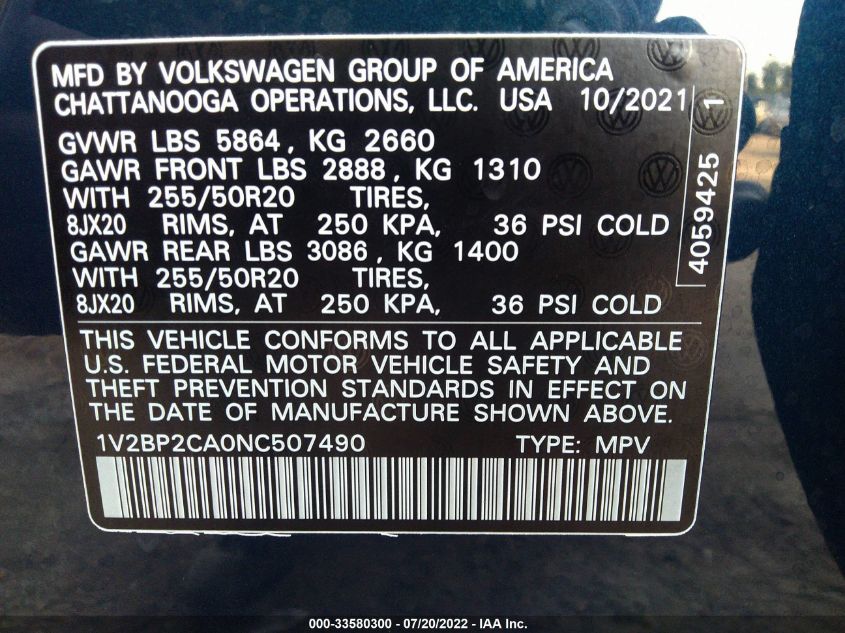 MFD BY VOLKSWAGEN GROUP OF AMERICA
CHATTANOOGA OPERATIONS, LLC. USA 10/2021
GVWR LBS 5864, KG 2660
GAWR FRONT LBS 2888, KG 1310
WITH 255/50R20 TIRES,
8JX20 RIMS, AT 250 KPA, 36 PSI COLD
GAWR REAR LBS 3086, KG 1400
WITH 255/50R20 TIRES,
8JX20 RIMS, AT 250 KPA, 36 PSI COLD
4059425 1
THIS VEHICLE CONFORMS TO ALL APPLICABLE
U.S. FEDERAL MOTOR VEHICLE SAFETY AND
THEFT PREVENTION STANDARDS IN EFFECT ON
THE DATE OF MANUFACTURE SHOWN ABOVE.
1V2BP2CA0NC507490 TYPE: MPV
000-33580300 - 07/20/2022 - IAA Inc.